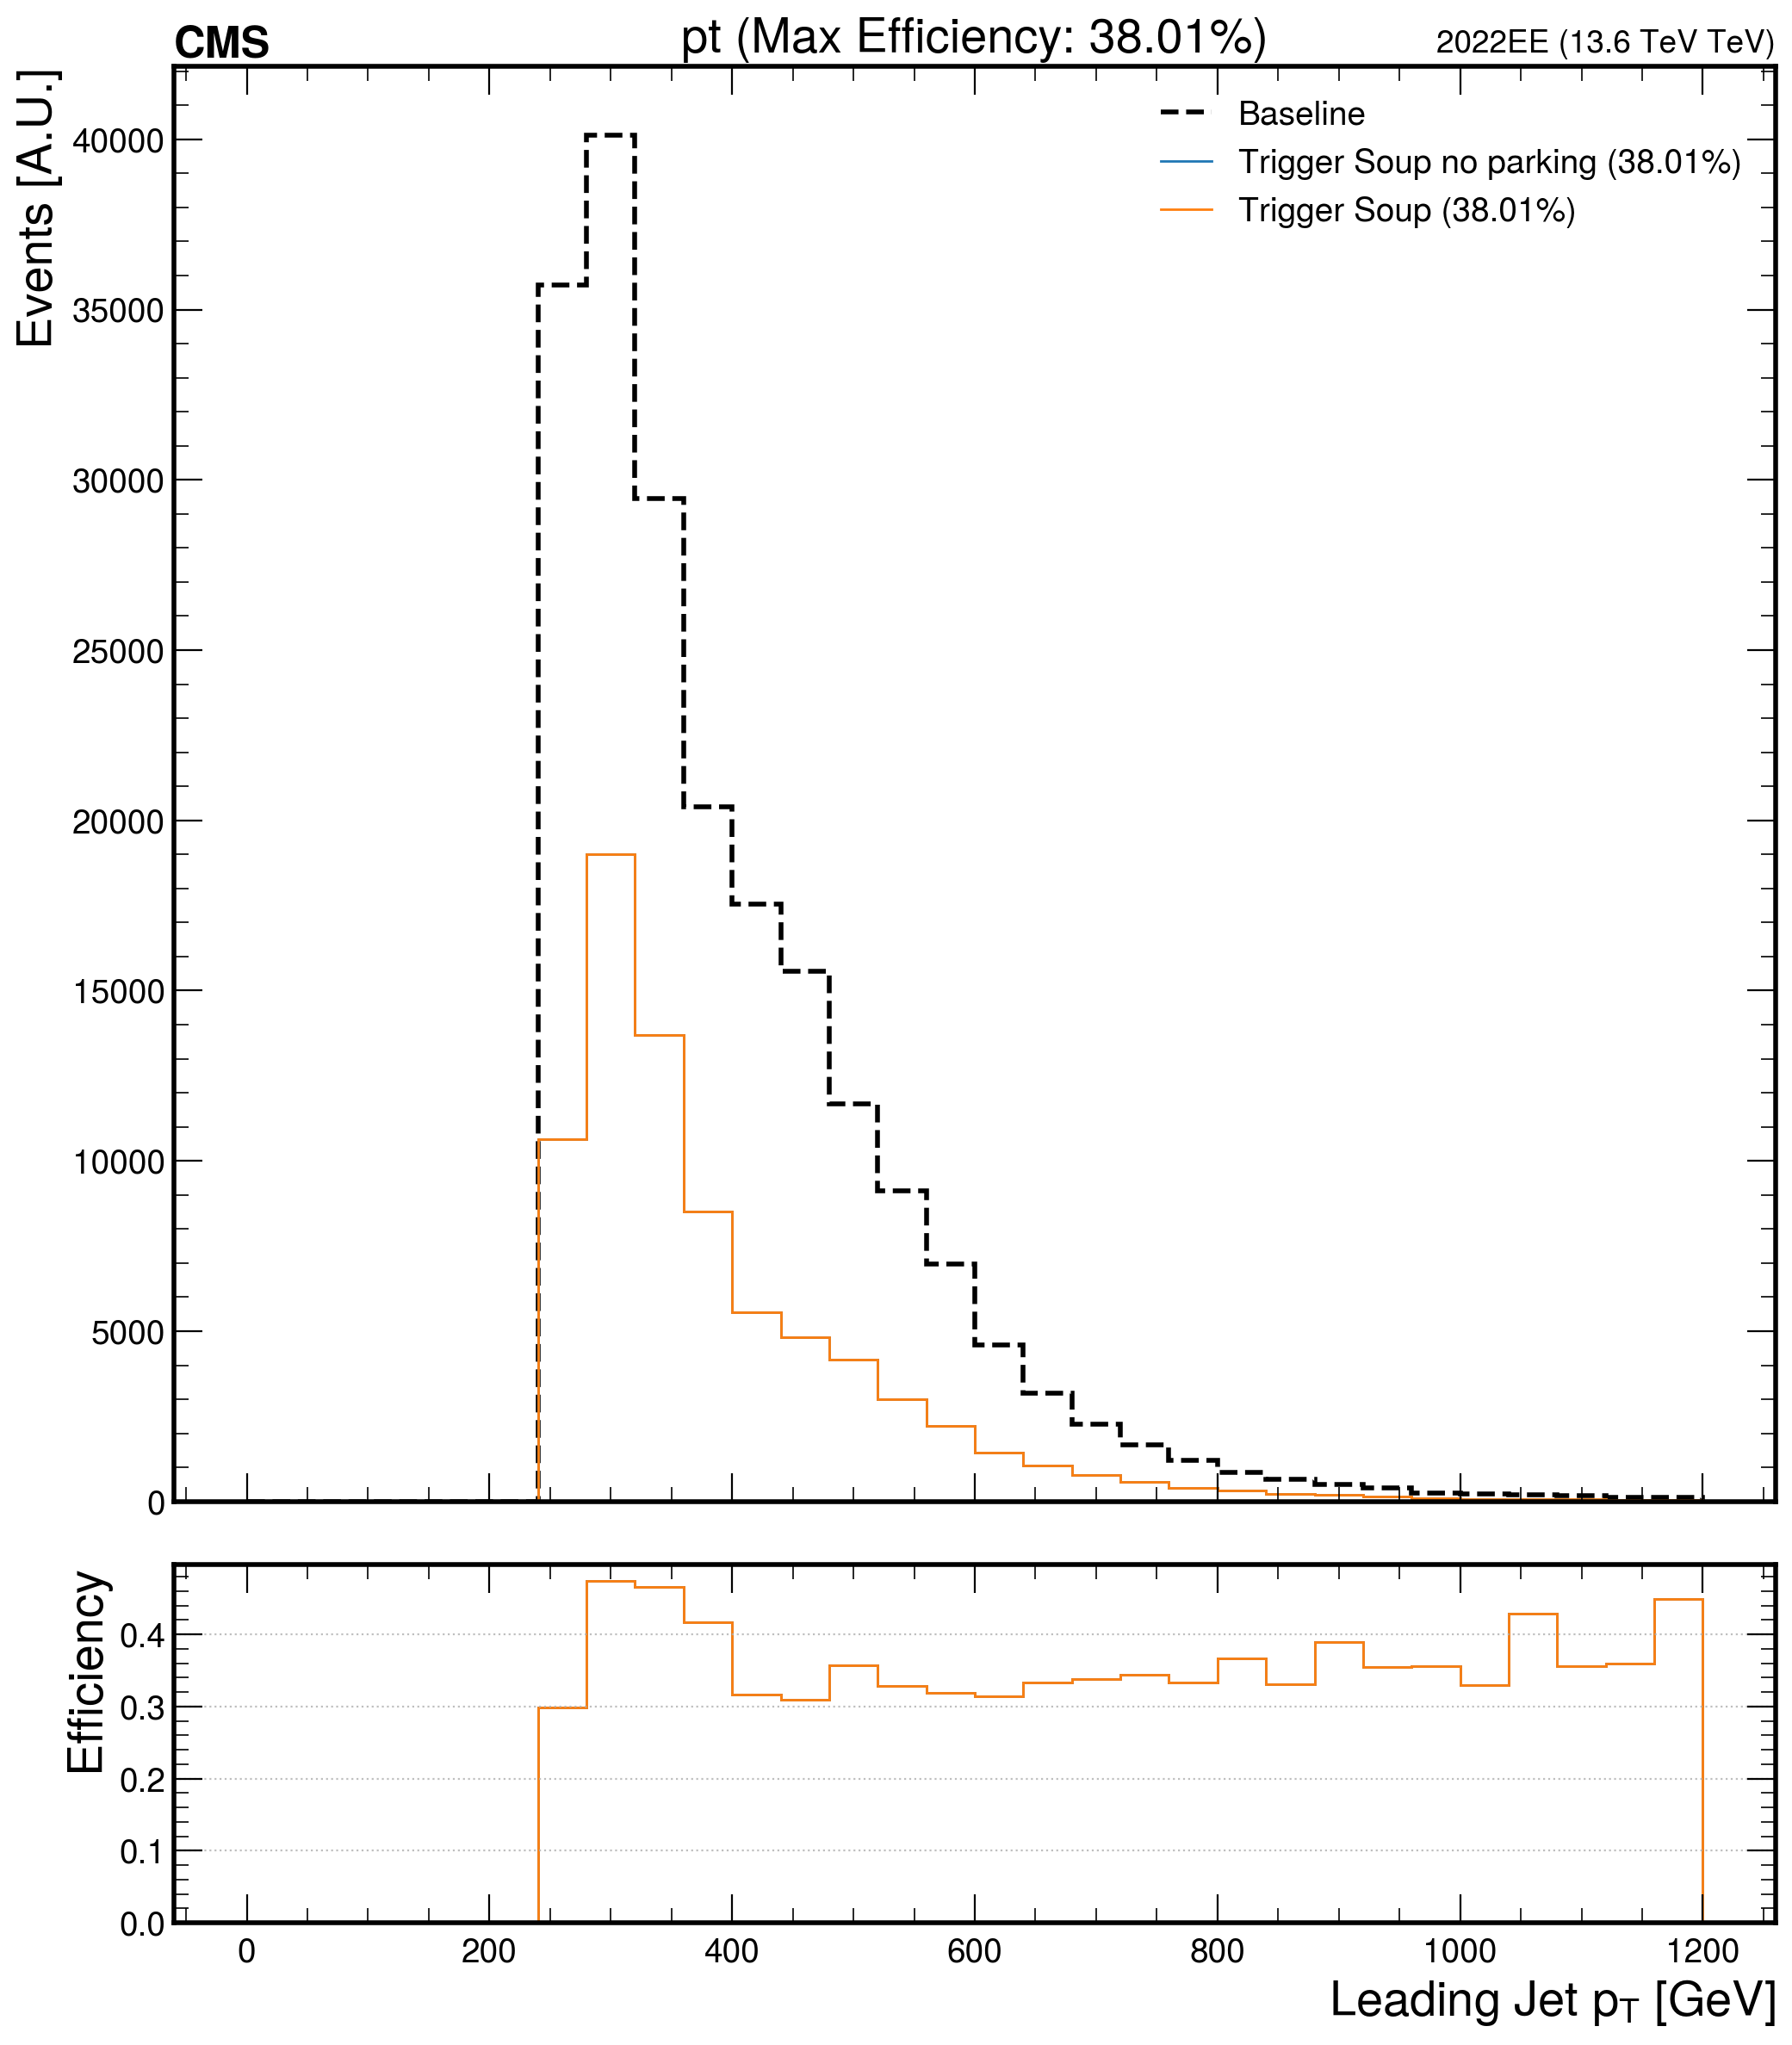 CMS pt (Max Efficiency: 38.01%) 2022EE (13.6 TeV TeV)
Events [A.U.]
Baseline
Trigger Soup no parking (38.01%)
Trigger Soup (38.01%)
40000
35000
30000
25000
20000
15000
10000
5000
0
Efficiency
0.4
0.3
0.2
0.1
0.0
0 200 400 600 800 1000 1200
Leading Jet p_T [GeV]